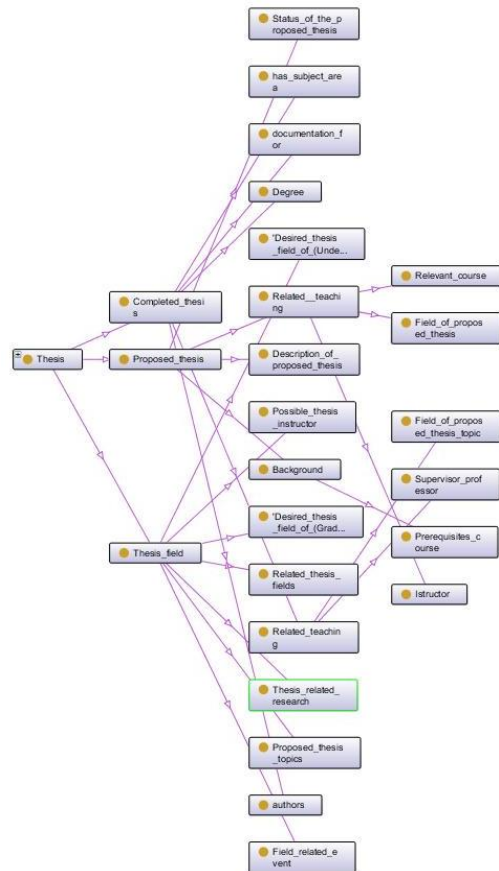 Thesis
Completed_thesi
s
Proposed_thesis
Thesis_field
Status_of_the_p
roposed_thesis
has_subject_are
a
documentation_f
or
Degree
'Desired_thesis
_field_of_(Unde...
Related__teachi
ng
Description_of_
proposed_thesis
Possible_thesis
_instructor
Background
'Desired_thesis
_field_of_(Grad...
Related_thesis_
fields
Related_teachin
g
Thesis_related_
research
Proposed_thesis
_topics
authors
Field_related_e
vent
Relevant_course
Field_of_propos
ed_thesis
Field_of_propos
ed_thesis_topic
Supervisor_prof
essor
Prerequisites_c
ourse
Istructor